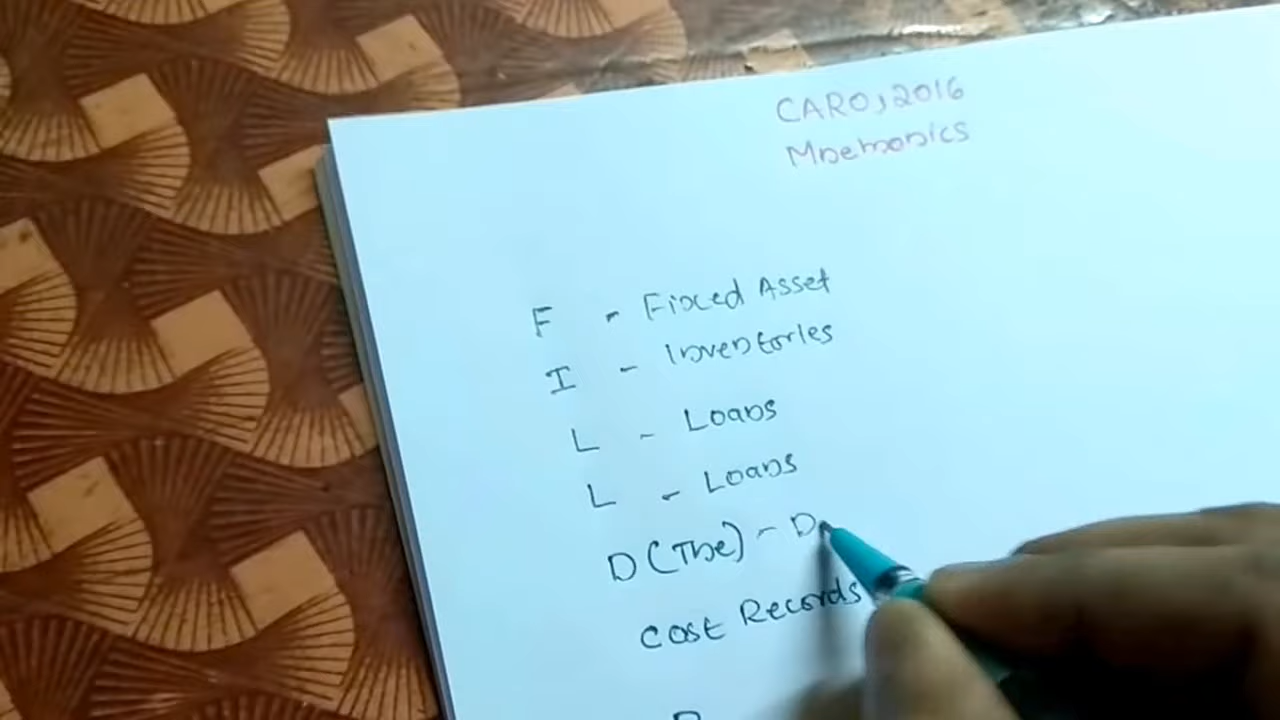 CARO, 2016
Mnemonics
F - Fixed Asset
I - Inventories
L - Loans
L - Loans
D (The) - D
Cost Records